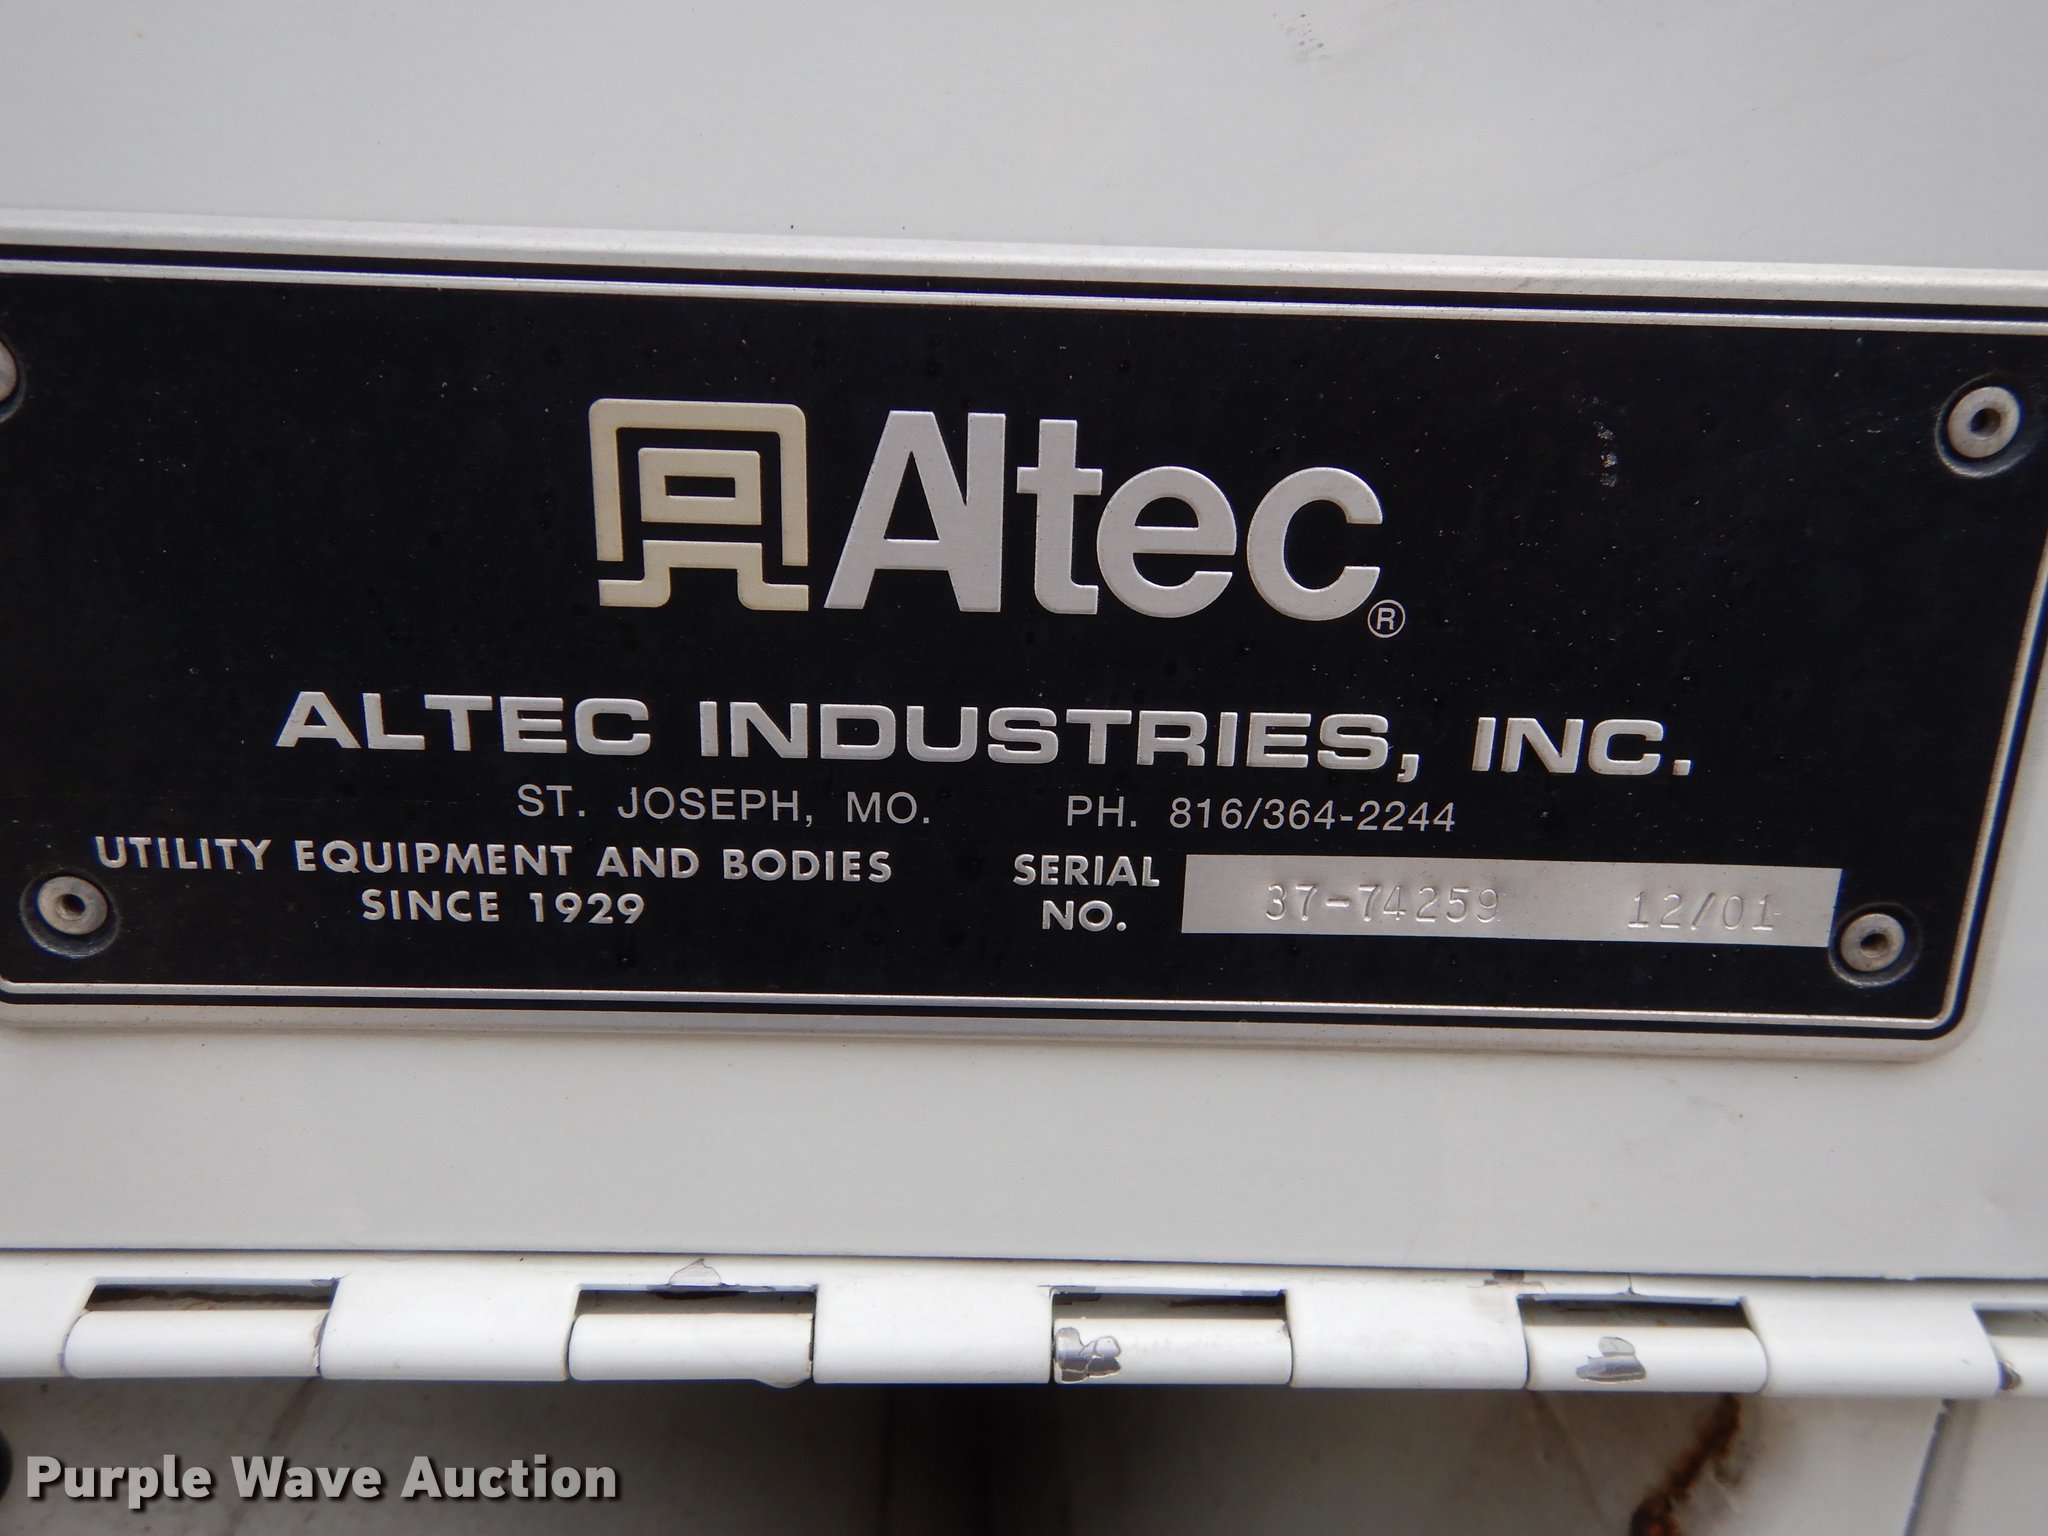 Altec®
ALTEC INDUSTRIES, INC.
ST. JOSEPH, MO. PH. 816/364-2244
UTILITY EQUIPMENT AND BODIES
SINCE 1929
SERIAL
NO.
37-74259 12/01
Purple Wave Auction